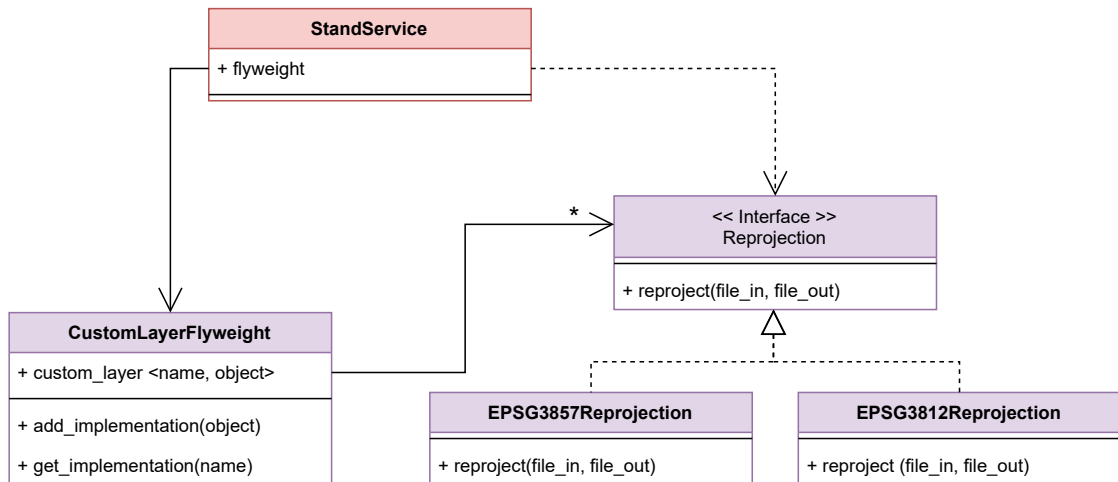 StandService
+ flyweight
*
<< Interface >>
Reprojection
+ reproject(file_in, file_out)
CustomLayerFlyweight
+ custom_layer <name, object>
+ add_implementation(object)
+ get_implementation(name)
EPSG3857Reprojection
+ reproject(file_in, file_out)
EPSG3812Reprojection
+ reproject (file_in, file_out)